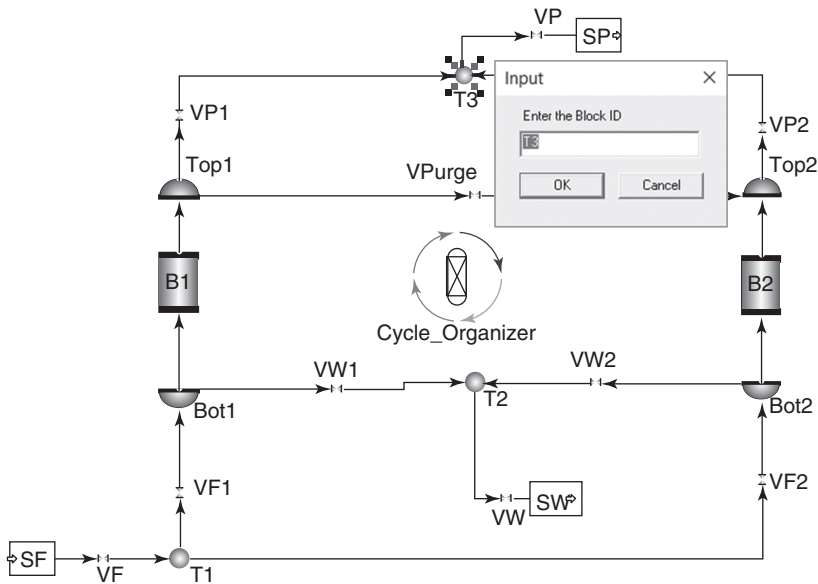 VP
SP
Input
T3
Enter the Block ID
T3
VP1
VP2
OK
Cancel
Top1
VPurge
Top2
B1
B2
Cycle_Organizer
VW1
VW2
T2
Bot1
Bot2
VF1
VF2
SW
VW
SF
VF
T1